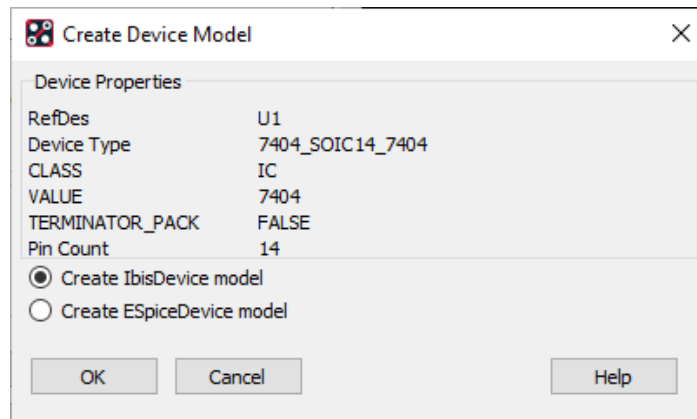 Create Device Model
Device Properties
RefDes U1
Device Type 7404_SOIC14_7404
CLASS IC
VALUE 7404
TERMINATOR_PACK FALSE
Pin Count 14
Create IbisDevice model
Create ESpiceDevice model
OK Cancel Help